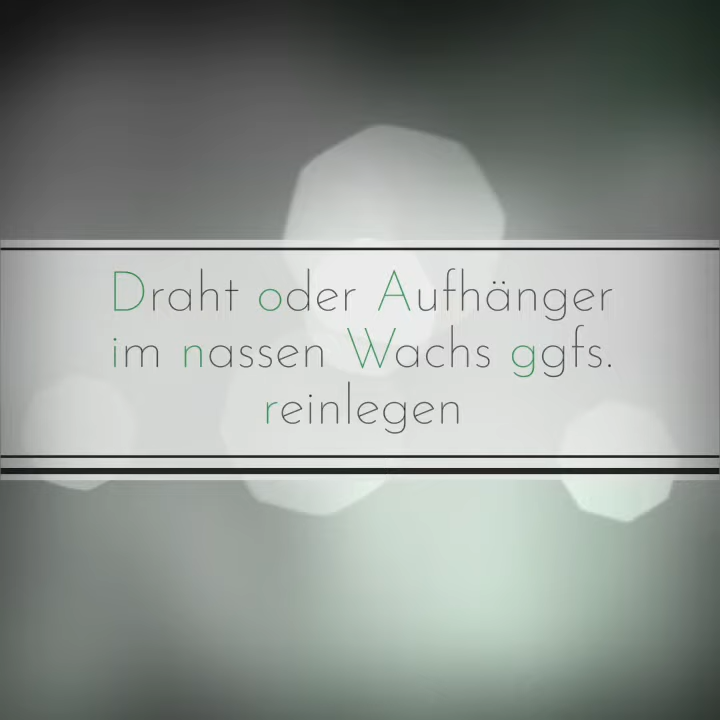 Draht oder Aufhänger
im nassen Wachs ggfs.
reinlegen